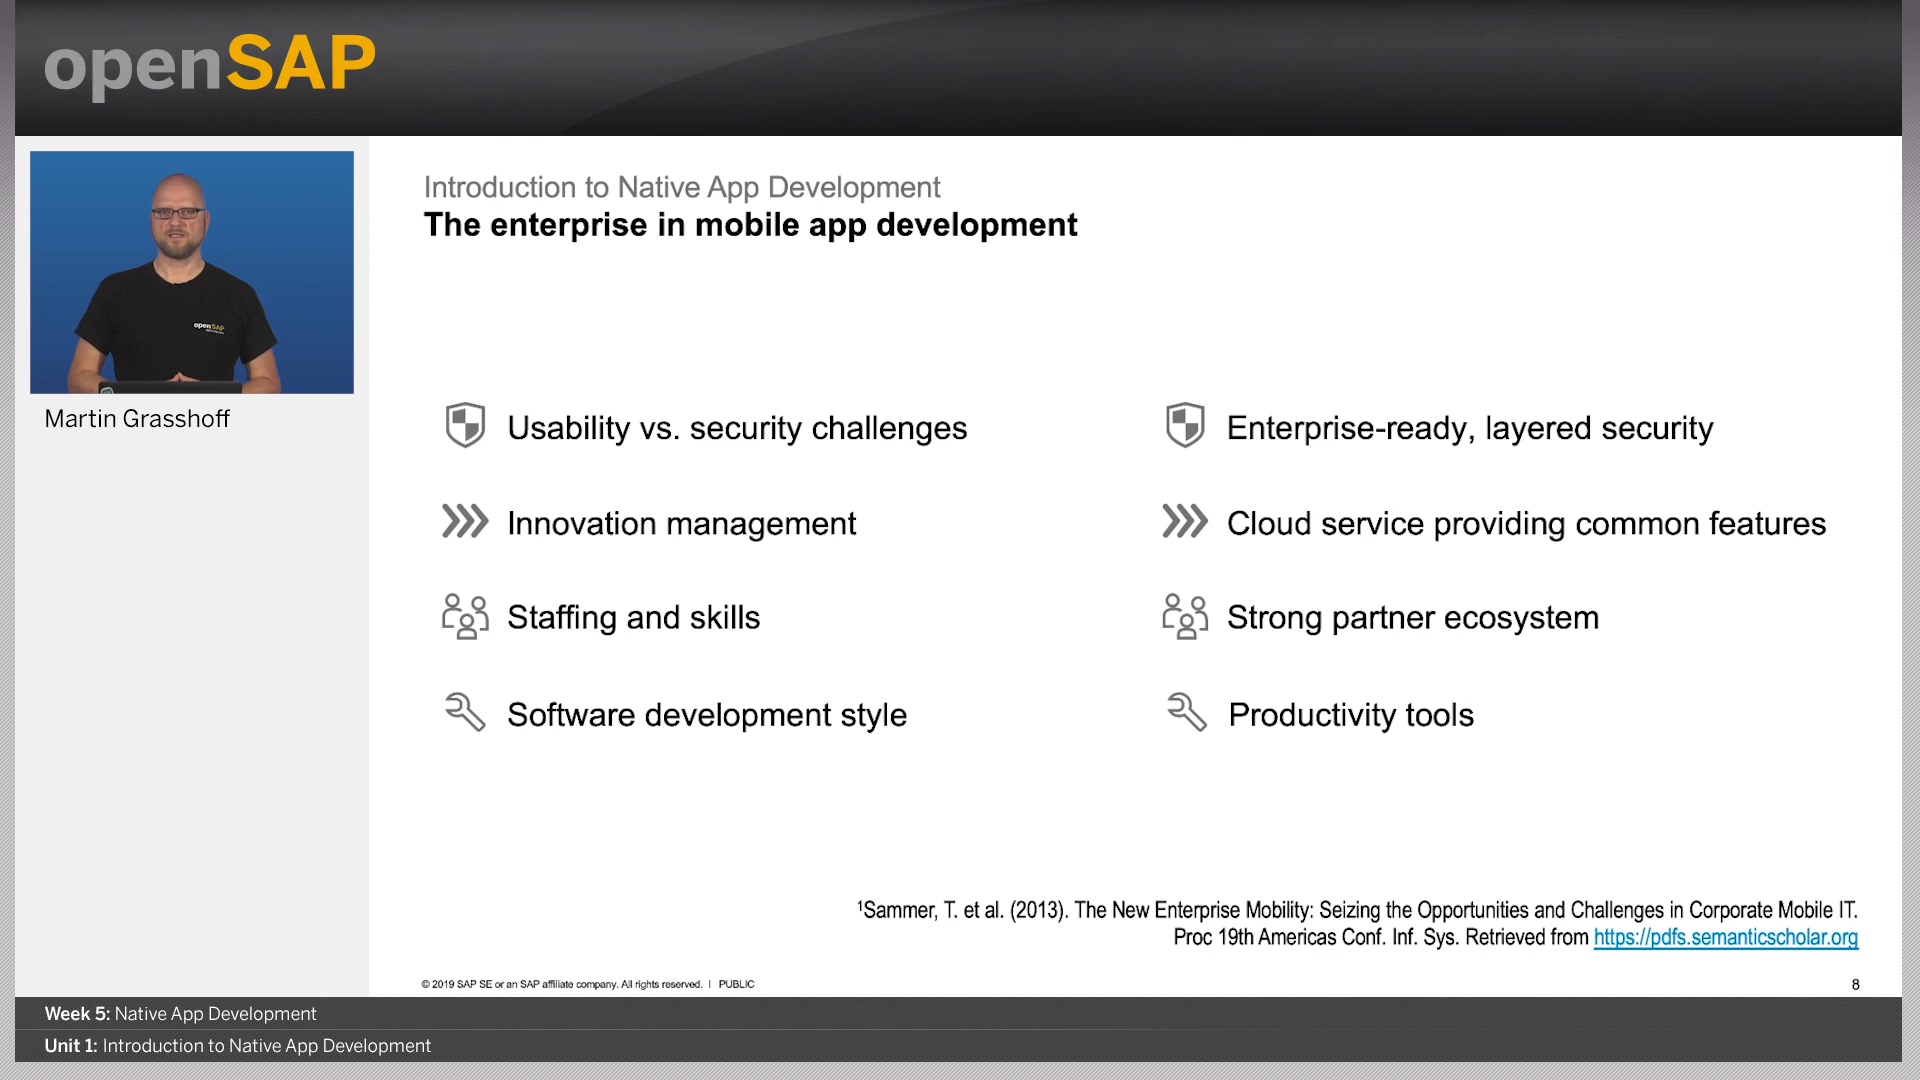 openSAP
Introduction to Native App Development
The enterprise in mobile app development
openSAP
Martin Grasshoff
Usability vs. security challenges
Enterprise-ready, layered security
Innovation management
Cloud service providing common features
Staffing and skills
Strong partner ecosystem
Software development style
Productivity tools
¹Sammer, T. et al. (2013). The New Enterprise Mobility: Seizing the Opportunities and Challenges in Corporate Mobile IT.
Proc 19th Americas Conf. Inf. Sys. Retrieved from https://pdfs.semanticscholar.org
© 2019 SAP SE or an SAP affiliate company. All rights reserved. | PUBLIC
8
Week 5: Native App Development
Unit 1: Introduction to Native App Development